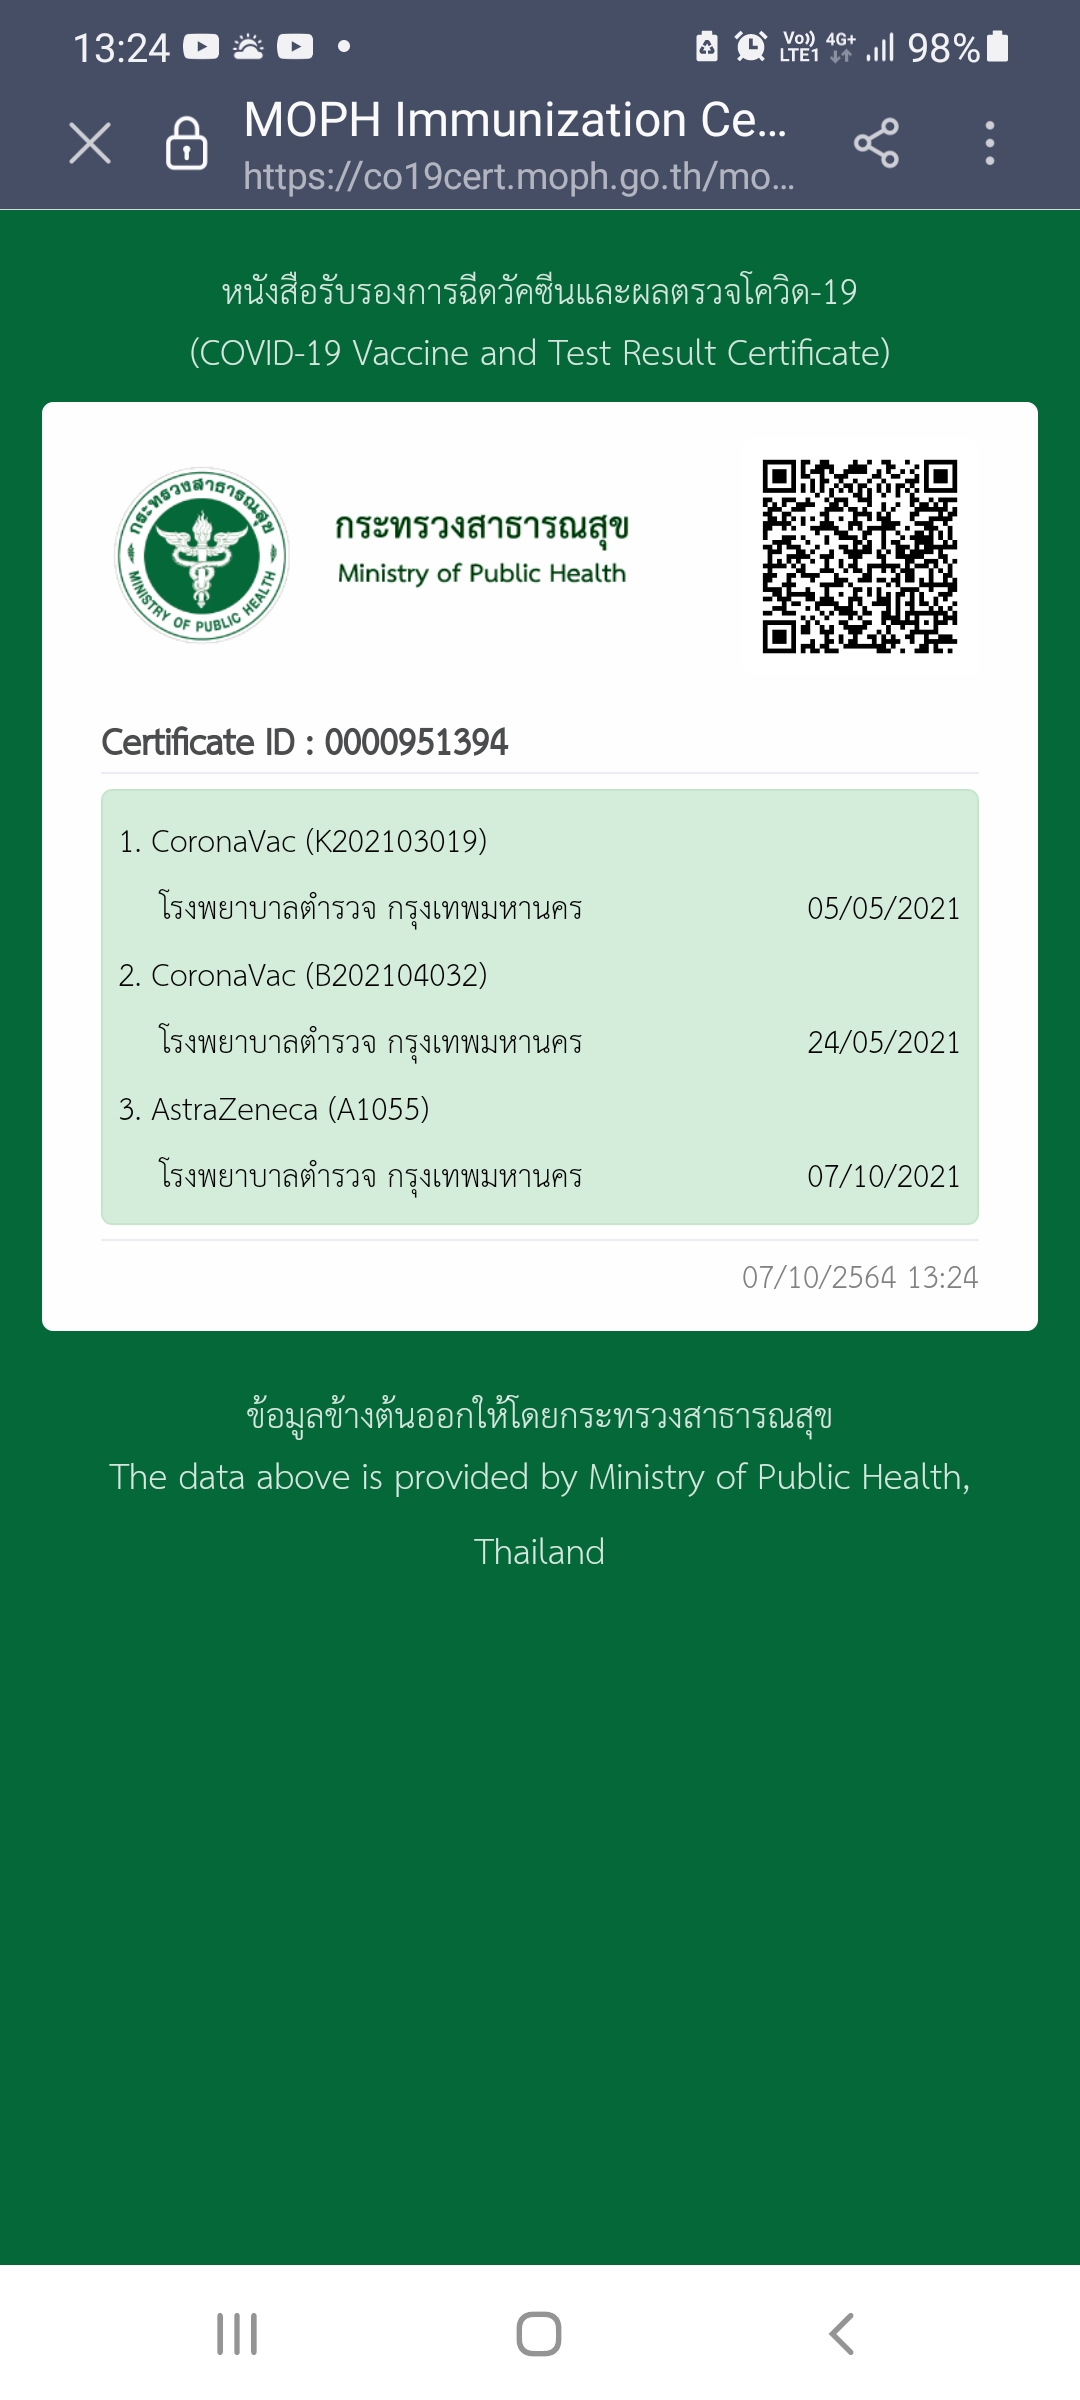 13:24
Vo)) LTE1 4G+ 98%
MOPH Immunization Ce...
https://co19cert.moph.go.th/mo...
หนังสือรับรองการฉีดวัคซีนและผลตรวจโควิด-19
(COVID-19 Vaccine and Test Result Certificate)
กระทรวงสาธารณสุข
MINISTRY OF PUBLIC HEALTH
กระทรวงสาธารณสุข
Ministry of Public Health
Certificate ID : 0000951394
1. CoronaVac (K202103019)
โรงพยาบาลตำรวจ กรุงเทพมหานคร 05/05/2021
2. CoronaVac (B202104032)
โรงพยาบาลตำรวจ กรุงเทพมหานคร 24/05/2021
3. AstraZeneca (A1055)
โรงพยาบาลตำรวจ กรุงเทพมหานคร 07/10/2021
07/10/2564 13:24
ข้อมูลข้างต้นออกให้โดยกระทรวงสาธารณสุข
The data above is provided by Ministry of Public Health,
Thailand